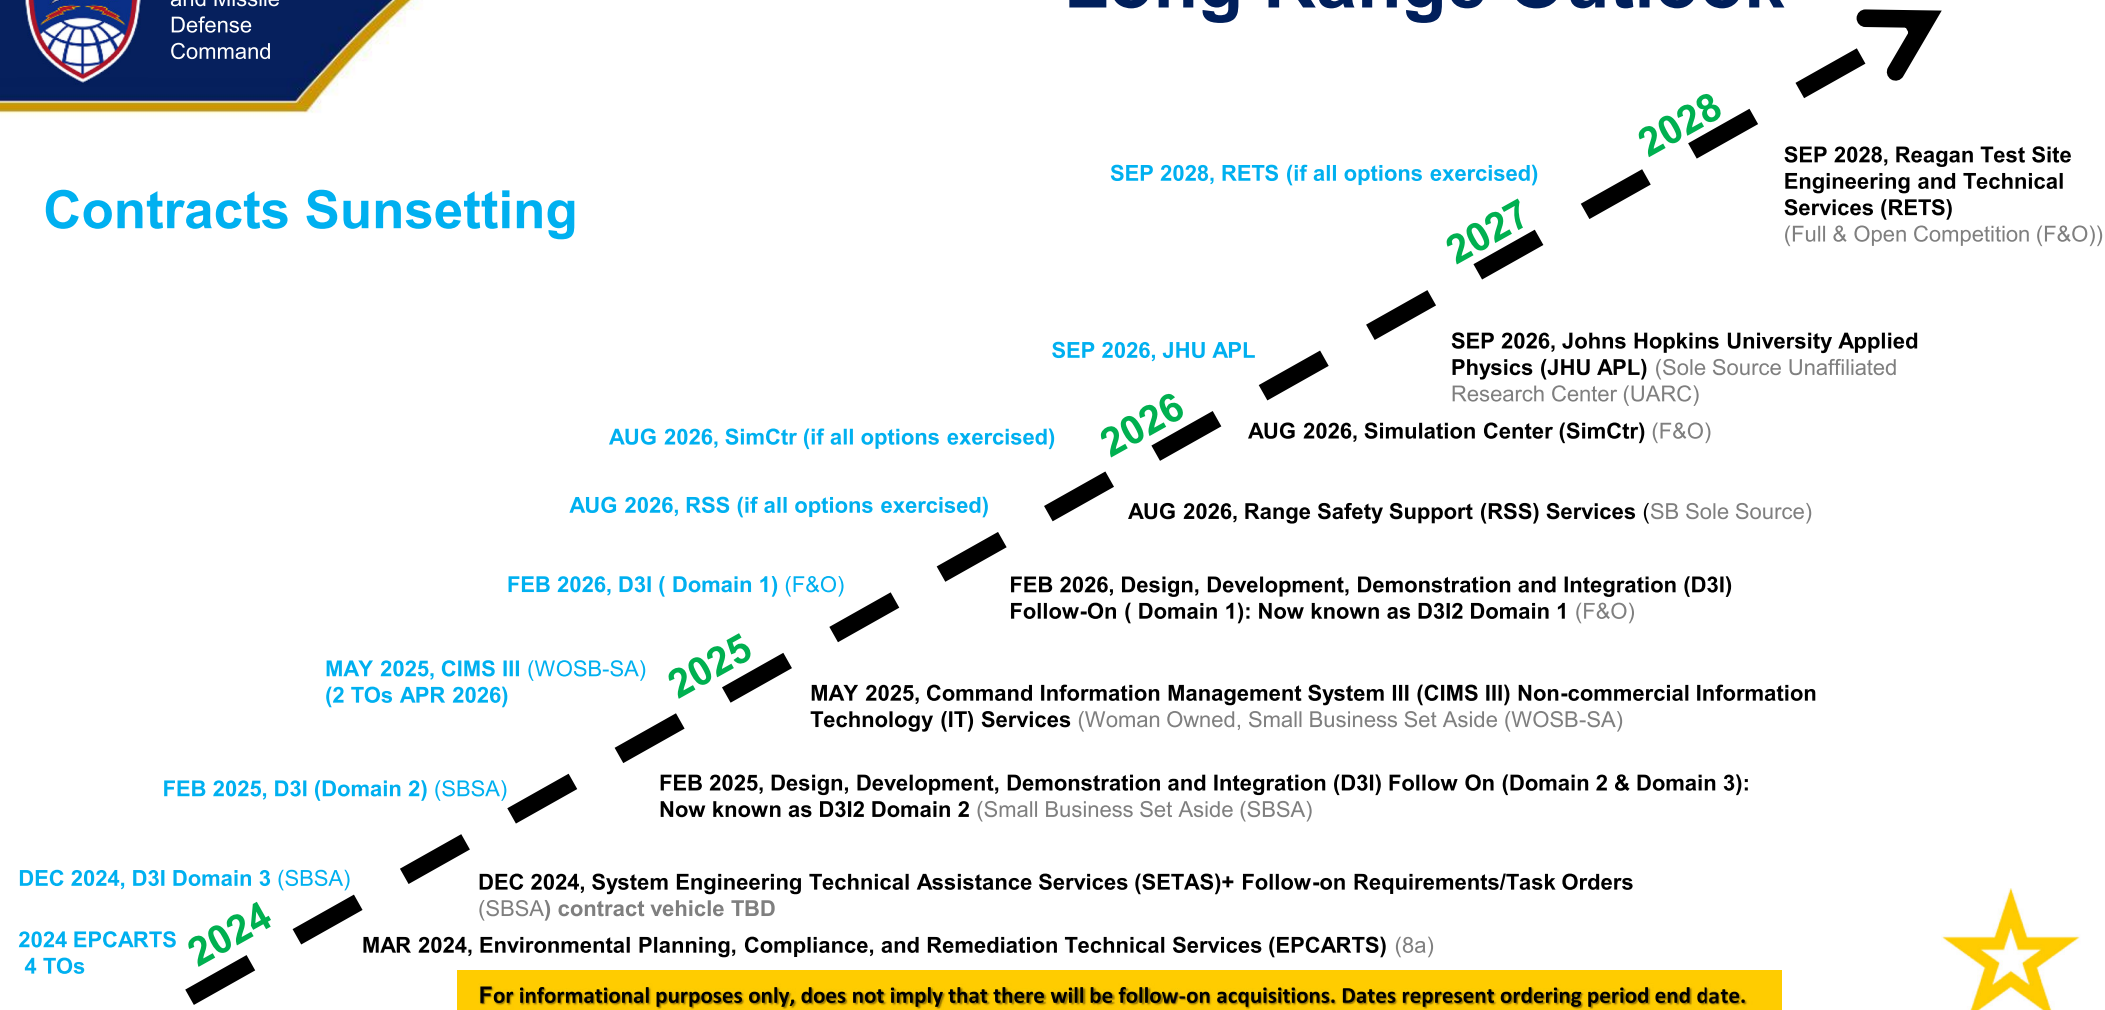 and Missile
Defense
Command
Long Range Outlook
Contracts Sunsetting
2028
SEP 2028, RETS (if all options exercised)
SEP 2028, Reagan Test Site
Engineering and Technical
Services (RETS)
(Full & Open Competition (F&O))
2027
SEP 2026, JHU APL
SEP 2026, Johns Hopkins University Applied
Physics (JHU APL) (Sole Source Unaffiliated
Research Center (UARC)
2026
AUG 2026, SimCtr (if all options exercised)
AUG 2026, Simulation Center (SimCtr) (F&O)
AUG 2026, RSS (if all options exercised)
AUG 2026, Range Safety Support (RSS) Services (SB Sole Source)
FEB 2026, D3I ( Domain 1) (F&O)
FEB 2026, Design, Development, Demonstration and Integration (D3I)
Follow-On ( Domain 1): Now known as D3I2 Domain 1 (F&O)
2025
MAY 2025, CIMS III (WOSB-SA)
(2 TOs APR 2026)
MAY 2025, Command Information Management System III (CIMS III) Non-commercial Information
Technology (IT) Services (Woman Owned, Small Business Set Aside (WOSB-SA)
FEB 2025, D3I (Domain 2) (SBSA)
FEB 2025, Design, Development, Demonstration and Integration (D3I) Follow On (Domain 2 & Domain 3):
Now known as D3I2 Domain 2 (Small Business Set Aside (SBSA)
DEC 2024, D3I Domain 3 (SBSA)
DEC 2024, System Engineering Technical Assistance Services (SETAS)+ Follow-on Requirements/Task Orders
(SBSA) contract vehicle TBD
2024
2024 EPCARTS
4 TOs
MAR 2024, Environmental Planning, Compliance, and Remediation Technical Services (EPCARTS) (8a)
For informational purposes only, does not imply that there will be follow-on acquisitions. Dates represent ordering period end date.